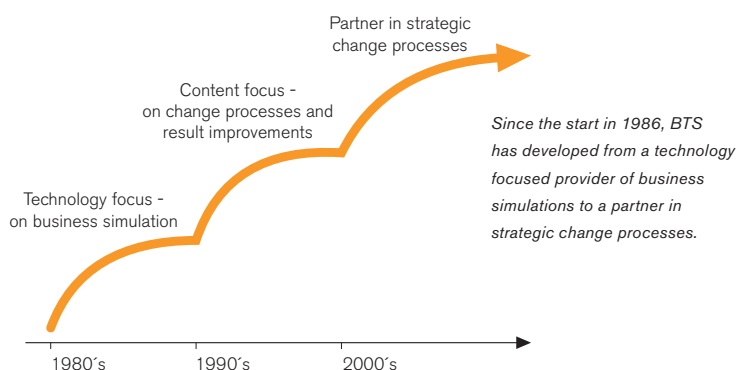 Partner in strategic
change processes
Content focus -
on change processes and
result improvements
Technology focus -
on business simulation
Since the start in 1986, BTS
has developed from a technology
focused provider of business
simulations to a partner in
strategic change processes.
1980´s
1990´s
2000´s